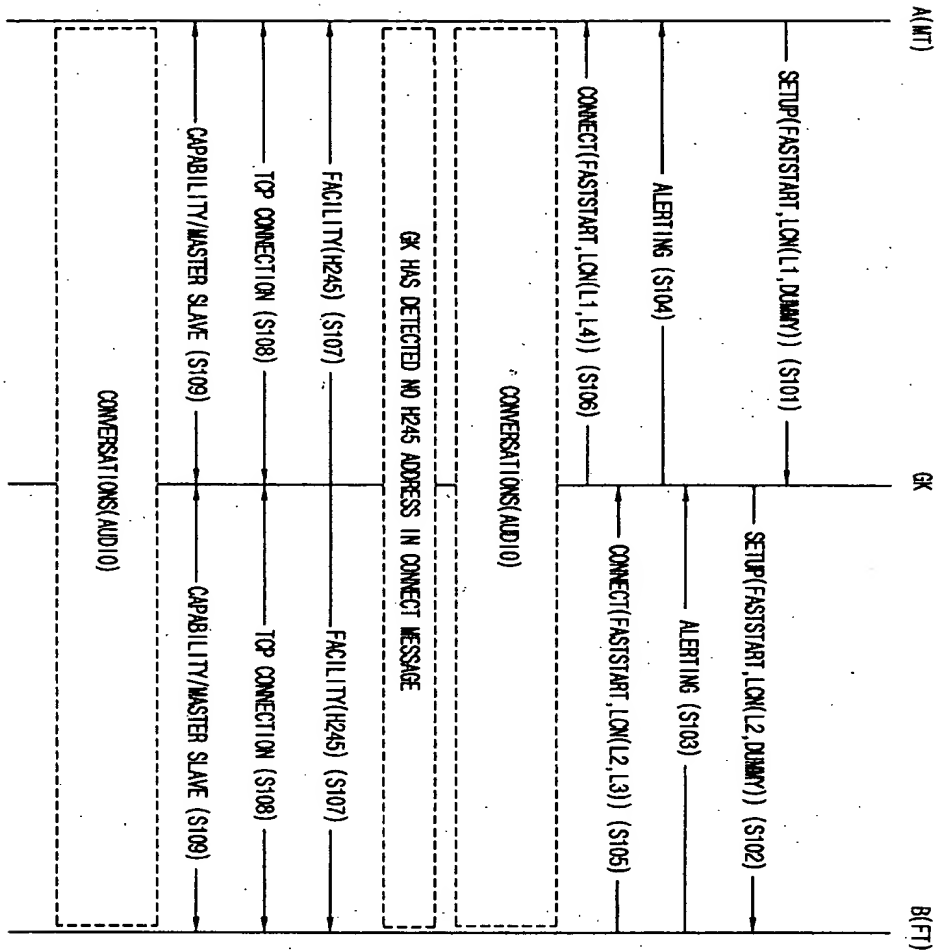 A(MT)
GK
B(FT)
SETUP(FASTSTART,LCN(L1,DUMMY)) (S101)
SETUP(FASTSTART,LCN(L2,DUMMY)) (S102)
ALERTING (S103)
ALERTING (S104)
CONNECT(FASTSTART,LCN(L2,L3)) (S105)
CONNECT(FASTSTART,LCN(L1,L4)) (S106)
CONVERSATIONS(AUDIO)
GK HAS DETECTED NO H245 ADDRESS IN CONNECT MESSAGE
FACILITY(H245) (S107)
FACILITY(H245) (S107)
TCP CONNECTION (S108)
TCP CONNECTION (S108)
CAPABILITY/MASTER SLAVE (S109)
CAPABILITY/MASTER SLAVE (S109)
CONVERSATIONS(AUDIO)